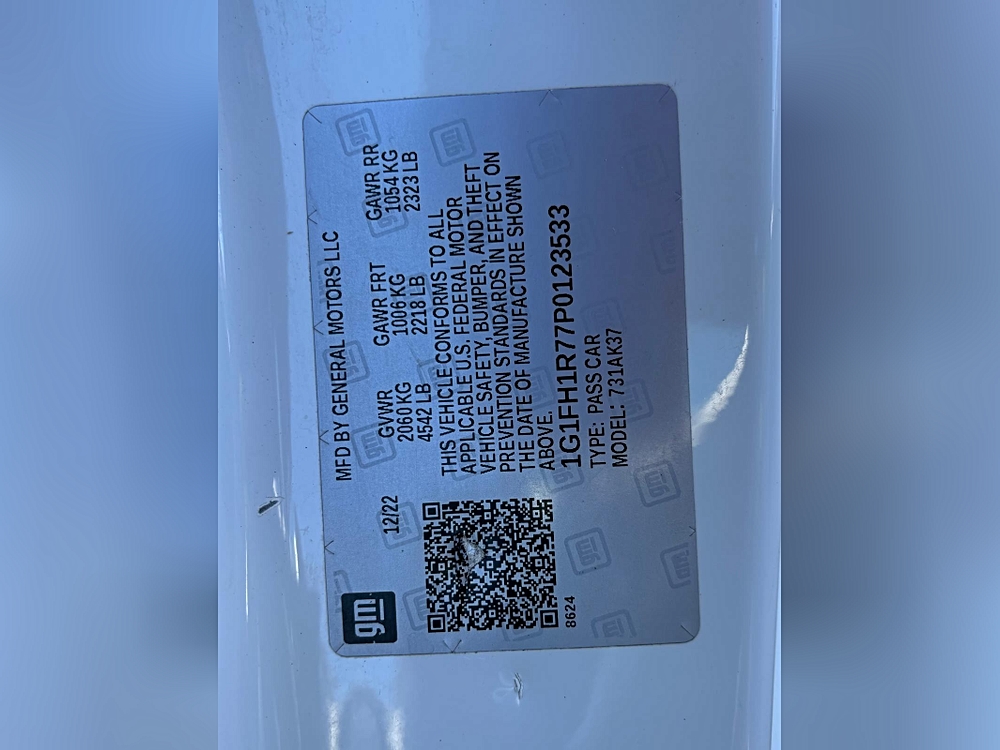 gm
12/22
MFD BY GENERAL MOTORS LLC
GVWR GAWR FRT GAWR RR
2060 KG 1006 KG 1054 KG
4542 LB 2218 LB 2323 LB
THIS VEHICLE CONFORMS TO ALL
APPLICABLE U.S. FEDERAL MOTOR
VEHICLE SAFETY, BUMPER, AND THEFT
PREVENTION STANDARDS IN EFFECT ON
THE DATE OF MANUFACTURE SHOWN
ABOVE.
1G1FH1R77P0123533
TYPE: PASS CAR
MODEL: 731AK37
8624